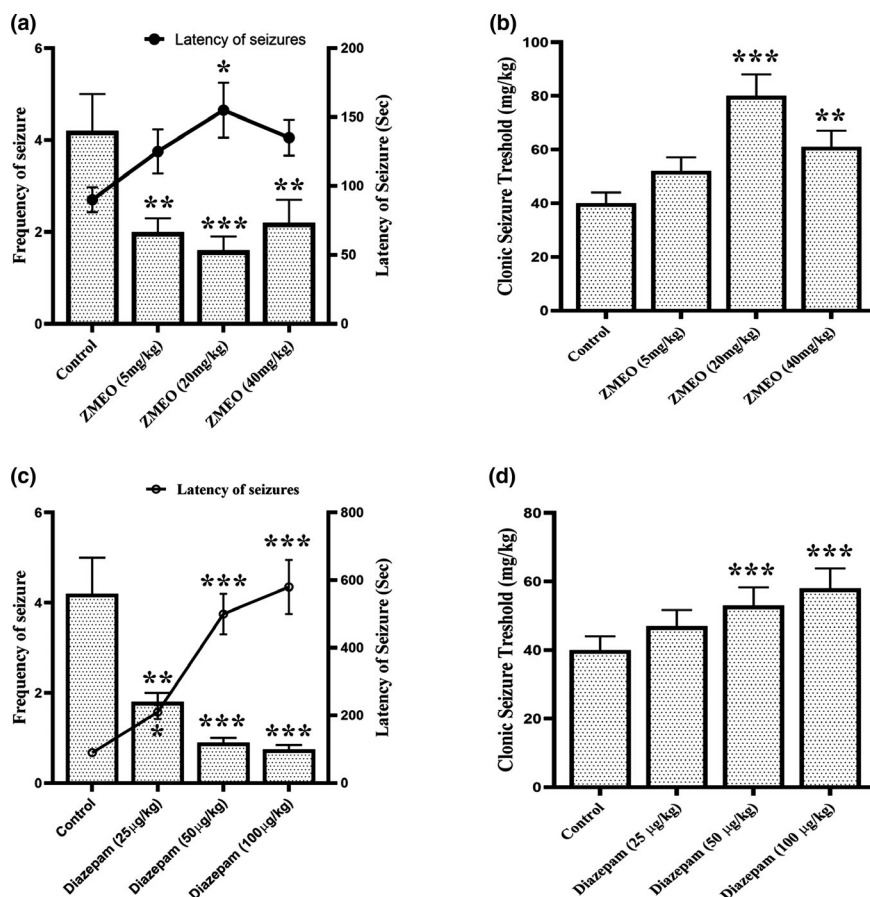 (a)
Latency of seizures
Frequency of seizure
6
4
2
0
200
150
100
50
0
Latency of Seizure (Sec)
*
**
***
**
Control
ZMEO (5mg/kg)
ZMEO (20mg/kg)
ZMEO (40mg/kg)
(b)
Clonic Seizure Treshold (mg/kg)
100
80
60
40
20
0
***
**
Control
ZMEO (5mg/kg)
ZMEO (20mg/kg)
ZMEO (40mg/kg)
(c)
Latency of seizures
Frequency of seizure
6
4
2
0
800
600
400
200
0
Latency of Seizure (Sec)
***
***
**
*
***
***
Control
Diazepam (25µg/kg)
Diazepam (50µg/kg)
Diazepam (100µg/kg)
(d)
Clonic Seizure Treshold (mg/kg)
80
60
40
20
0
***
***
Control
Diazepam (25 µg/kg)
Diazepam (50 µg/kg)
Diazepam (100 µg/kg)